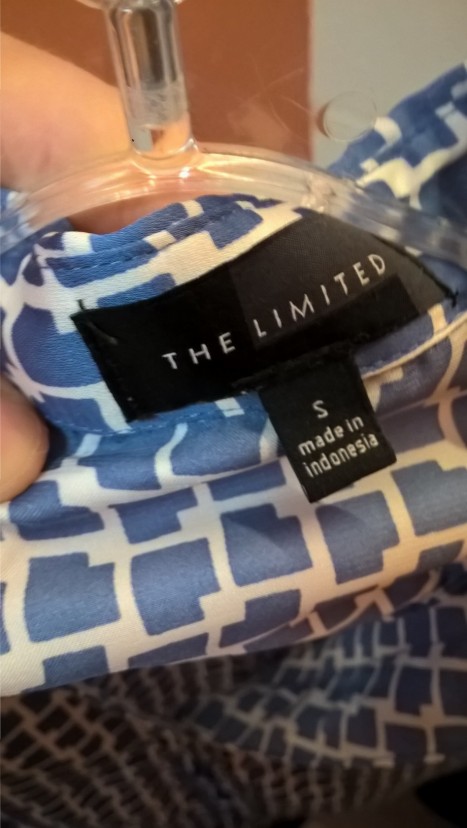 THE LIMITED
S
made in
indonesia